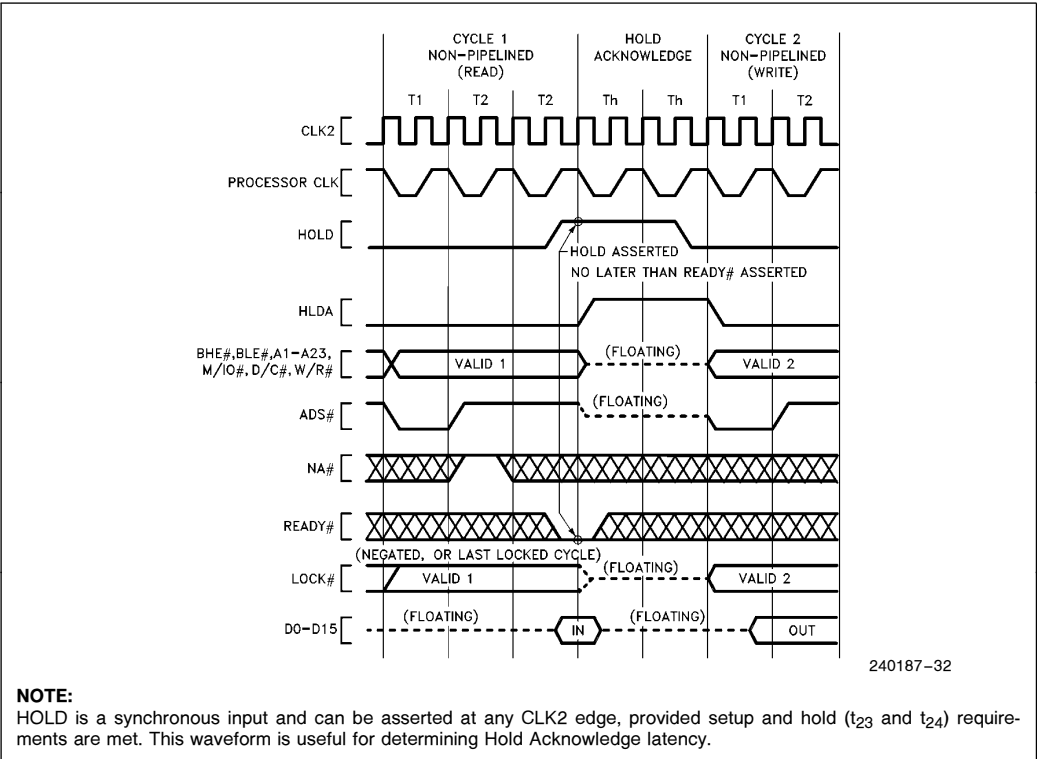 CYCLE 1
NON-PIPELINED
(READ)
HOLD
ACKNOWLEDGE
CYCLE 2
NON-PIPELINED
(WRITE)
T1 T2 T2 Th Th T1 T2
CLK2
PROCESSOR CLK
HOLD
HOLD ASSERTED
NO LATER THAN READY# ASSERTED
HLDA
BHE#,BLE#,A1-A23,
M/IO#,D/C#,W/R#
VALID 1 (FLOATING) VALID 2
ADS# (FLOATING)
NA#
READY#
(NEGATED, OR LAST LOCKED CYCLE)
LOCK# VALID 1 (FLOATING) VALID 2
D0-D15 (FLOATING) IN (FLOATING) OUT
240187-32
NOTE:
HOLD is a synchronous input and can be asserted at any CLK2 edge, provided setup and hold (t23 and t24) require-
ments are met. This waveform is useful for determining Hold Acknowledge latency.